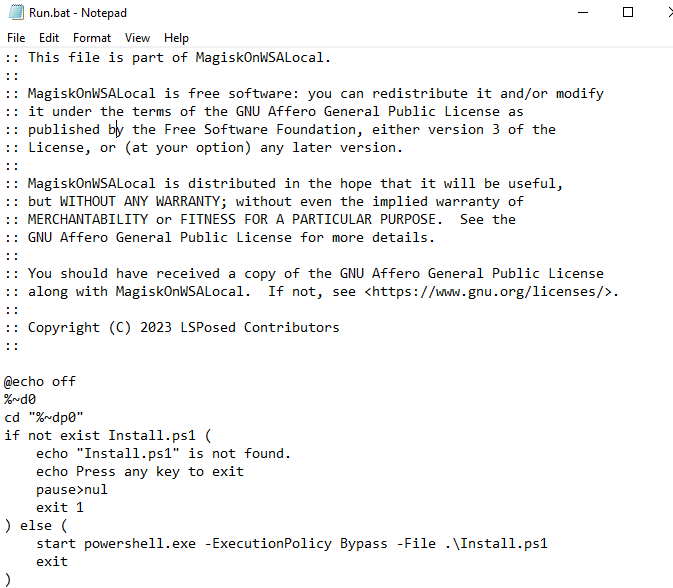 Run.bat - Notepad
File Edit Format View Help
:: This file is part of MagiskOnWSALocal.
::
:: MagiskOnWSALocal is free software: you can redistribute it and/or modify
:: it under the terms of the GNU Affero General Public License as
:: published by the Free Software Foundation, either version 3 of the
:: License, or (at your option) any later version.
::
:: MagiskOnWSALocal is distributed in the hope that it will be useful,
:: but WITHOUT ANY WARRANTY; without even the implied warranty of
:: MERCHANTABILITY or FITNESS FOR A PARTICULAR PURPOSE.  See the
:: GNU Affero General Public License for more details.
::
:: You should have received a copy of the GNU Affero General Public License
:: along with MagiskOnWSALocal.  If not, see <https://www.gnu.org/licenses/>.
::
:: Copyright (C) 2023 LSPosed Contributors
::

@echo off
%~d0
cd "%~dp0"
if not exist Install.ps1 (
    echo "Install.ps1" is not found.
    echo Press any key to exit
    pause>nul
    exit 1
) else (
    start powershell.exe -ExecutionPolicy Bypass -File .\Install.ps1
    exit
)